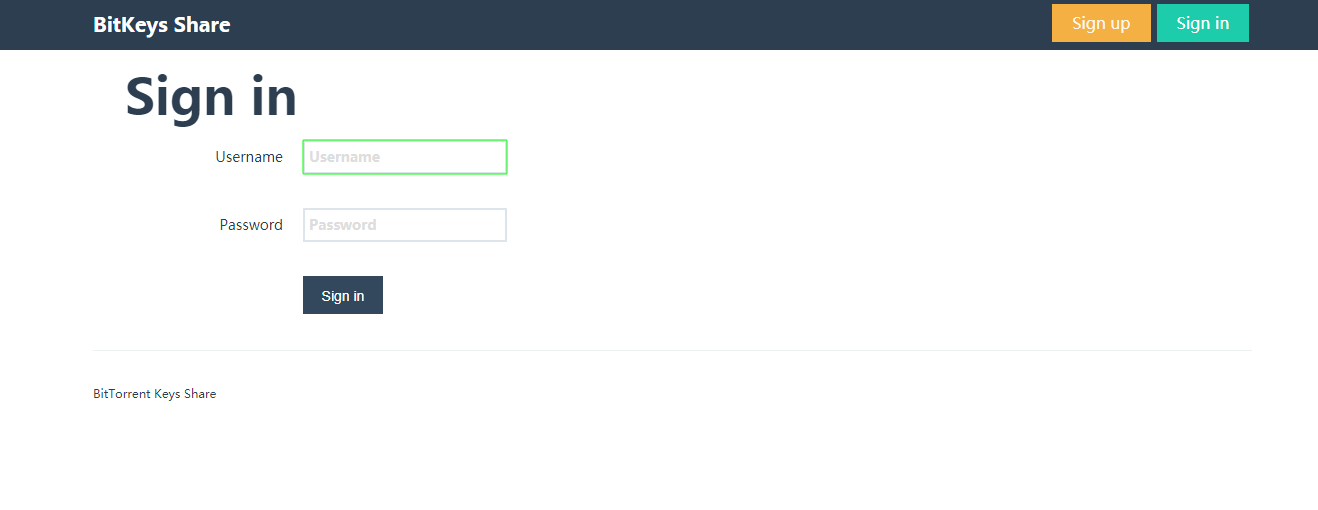 BitKeys Share
Sign up
Sign in
Sign in
Username Username
Password Password
Sign in
BitTorrent Keys Share